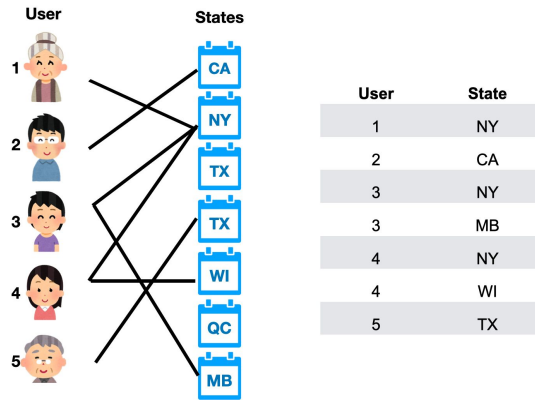 User States
1 CA
NY
2 TX
3 TX
4 WI
QC
5 MB
User State
1 NY
2 CA
3 NY
3 MB
4 NY
4 WI
5 TX